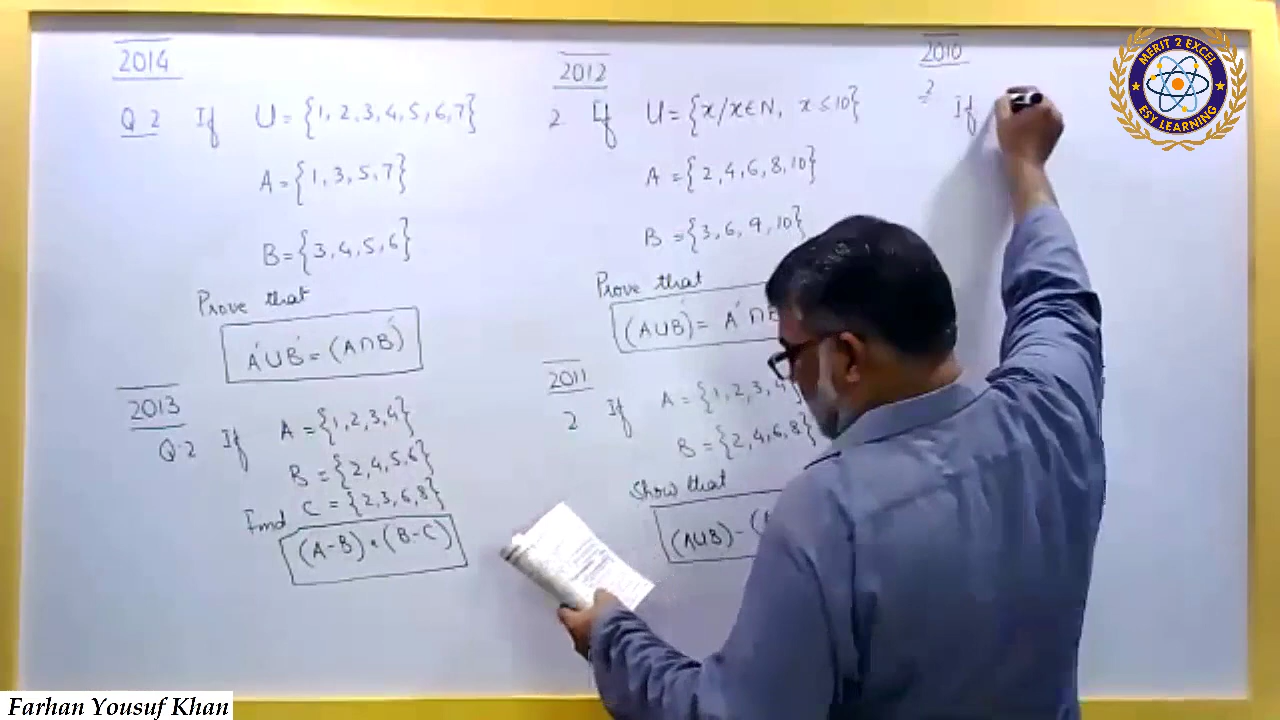 2014
Q 2 If U = {1, 2, 3, 4, 5, 6, 7}
A = {1, 3, 5, 7}
B = {3, 4, 5, 6}
Prove that
A′∪B′ = (A∩B)′
2013
Q.2 If A = {1, 2, 3, 4}
B = {2, 4, 5, 6}
Find C = {2, 3, 6, 8}
(A-B) × (B-C)
2012
2 If U = {x/x∈N, x ≤ 10}
A = {2, 4, 6, 8, 10}
B = {3, 6, 9, 10}
Prove that
(A∪B)′ = A′∩B
2011
2 If A = {1, 2, 3, 4
B = {2, 4, 6, 8}
Show that
(A∪B) - (
2010
2 If
MERIT 2 EXCEL
ESY LEARNING
Farhan Yousuf Khan